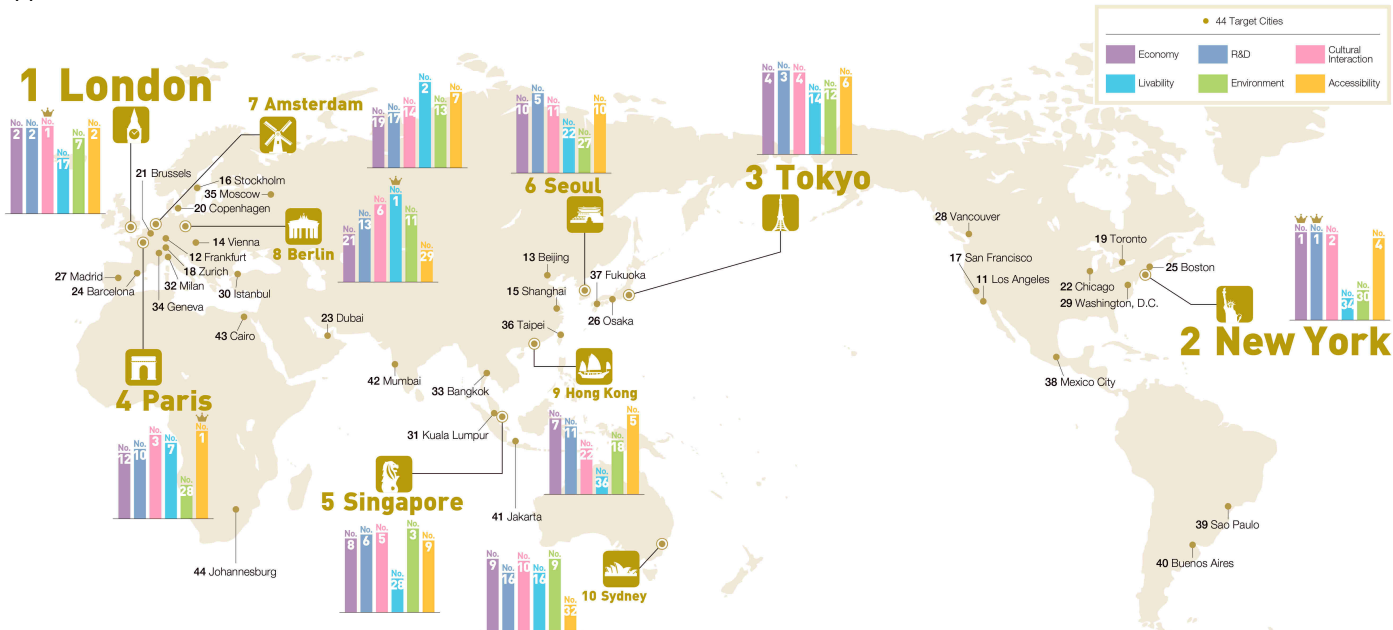 44 Target Cities
Economy
R&D
Cultural
Interaction
Livability
Environment
Accessibility
1 London
No. 2
No. 2
No. 1
No. 17
No. 7
No. 2
7 Amsterdam
No. 19
No. 17
No. 14
No. 2
No. 13
No. 7
6 Seoul
No. 10
No. 5
No. 11
No. 22
No. 27
No. 10
3 Tokyo
No. 4
No. 3
No. 4
No. 14
No. 12
No. 6
21 Brussels
16 Stockholm
35 Moscow
20 Copenhagen
8 Berlin
No. 21
No. 13
No. 6
No. 1
No. 11
No. 29
14 Vienna
12 Frankfurt
18 Zurich
32 Milan
34 Geneva
27 Madrid
24 Barcelona
30 Istanbul
43 Cairo
23 Dubai
13 Beijing
15 Shanghai
37 Fukuoka
26 Osaka
36 Taipei
42 Mumbai
33 Bangkok
31 Kuala Lumpur
41 Jakarta
28 Vancouver
17 San Francisco
11 Los Angeles
19 Toronto
25 Boston
22 Chicago
29 Washington, D.C.
38 Mexico City
2 New York
No. 1
No. 1
No. 2
No. 34
No. 30
No. 4
4 Paris
No. 12
No. 10
No. 3
No. 7
No. 28
No. 1
9 Hong Kong
No. 7
No. 11
No. 22
No. 36
No. 18
No. 5
5 Singapore
No. 8
No. 6
No. 5
No. 28
No. 3
No. 9
10 Sydney
No. 9
No. 16
No. 10
No. 16
No. 9
No. 32
44 Johannesburg
39 Sao Paulo
40 Buenos Aires